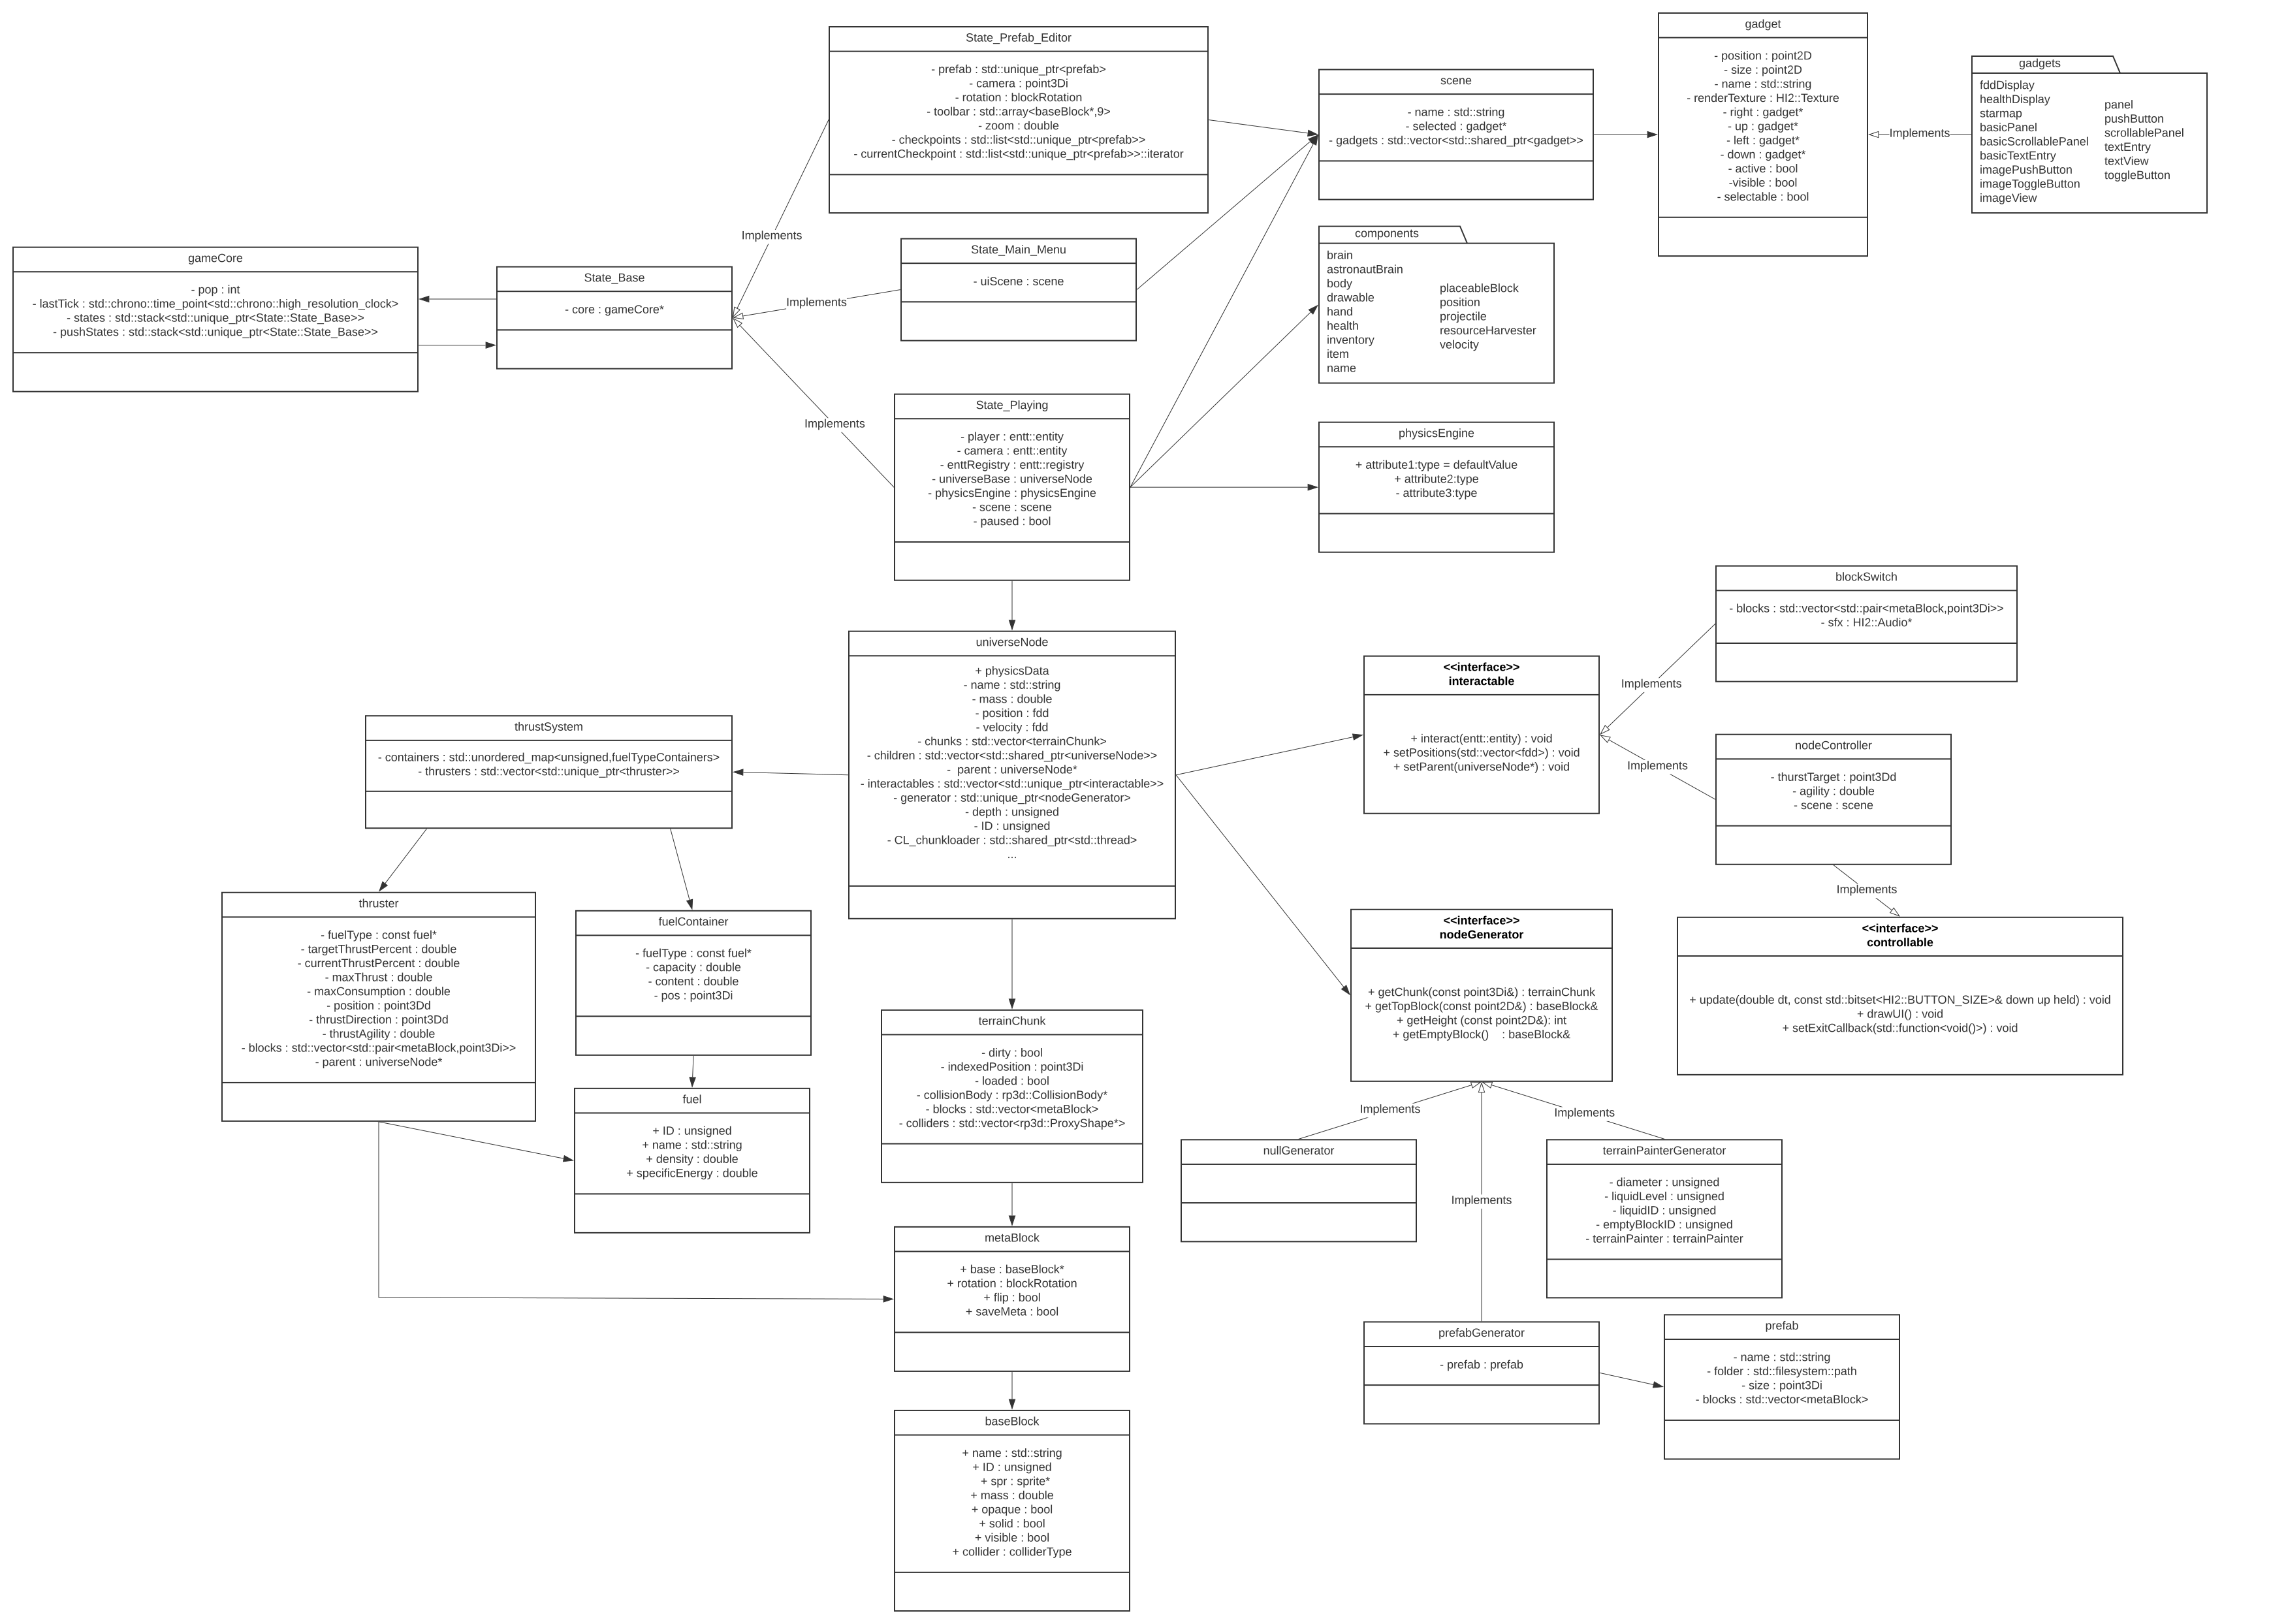 State_Prefab_Editor
- prefab : std::unique_ptr<prefab>
- camera : point3Di
- rotation : blockRotation
- toolbar : std::array<baseBlock*,9>
- zoom : double
- checkpoints : std::list<std::unique_ptr<prefab>>
- currentCheckpoint : std::list<std::unique_ptr<prefab>>::iterator
scene
- name : std::string
- selected : gadget*
- gadgets : std::vector<std::shared_ptr<gadget>>
gadget
- position : point2D
- size : point2D
- name : std::string
- renderTexture : HI2::Texture
- right : gadget*
- up : gadget*
- left : gadget*
- down : gadget*
- active : bool
-visible : bool
- selectable : bool
Implements
gadgets
fddDisplay
healthDisplay
starmap
basicPanel
basicScrollablePanel
basicTextEntry
imagePushButton
imageToggleButton
imageView
panel
pushButton
scrollablePanel
textEntry
textView
toggleButton
Implements
gameCore
- pop : int
- lastTick : std::chrono::time_point<std::chrono::high_resolution_clock>
- states : std::stack<std::unique_ptr<State::State_Base>>
- pushStates : std::stack<std::unique_ptr<State::State_Base>>
State_Base
- core : gameCore*
Implements
State_Main_Menu
- uiScene : scene
components
brain
astronautBrain
body
drawable
hand
health
inventory
item
name
placeableBlock
position
projectile
resourceHarvester
velocity
Implements
State_Playing
- player : entt::entity
- camera : entt::entity
- enttRegistry : entt::registry
- universeBase : universeNode
- physicsEngine : physicsEngine
- scene : scene
- paused : bool
physicsEngine
+ attribute1:type = defaultValue
+ attribute2:type
- attribute3:type
blockSwitch
- blocks : std::vector<std::pair<metaBlock,point3Di>>
- sfx : HI2::Audio*
universeNode
+ physicsData
- name : std::string
- mass : double
- position : fdd
- velocity : fdd
- chunks : std::vector<terrainChunk>
- children : std::vector<std::shared_ptr<universeNode>>
- parent : universeNode*
- interactables : std::vector<std::unique_ptr<interactable>>
- generator : std::unique_ptr<nodeGenerator>
- depth : unsigned
- ID : unsigned
- CL_chunkloader : std::shared_ptr<std::thread>
...
<<interface>>
interactable
+ interact(entt::entity) : void
+ setPositions(std::vector<fdd>) : void
+ setParent(universeNode*) : void
Implements
Implements
nodeController
- thurstTarget : point3Dd
- agility : double
- scene : scene
Implements
thrustSystem
- containers : std::unordered_map<unsigned,fuelTypeContainers>
- thrusters : std::vector<std::unique_ptr<thruster>>
thruster
- fuelType : const fuel*
- targetThrustPercent : double
- currentThrustPercent : double
- maxThrust : double
- maxConsumption : double
- position : point3Dd
- thrustDirection : point3Dd
- thrustAgility : double
- blocks : std::vector<std::pair<metaBlock,point3Di>>
- parent : universeNode*
fuelContainer
- fuelType : const fuel*
- capacity : double
- content : double
- pos : point3Di
<<interface>>
nodeGenerator
+ getChunk(const point3Di&) : terrainChunk
+ getTopBlock(const point2D&) : baseBlock&
+ getHeight (const point2D&): int
+ getEmptyBlock() : baseBlock&
<<interface>>
controllable
+ update(double dt, const std::bitset<HI2::BUTTON_SIZE>& down up held) : void
+ drawUI() : void
+ setExitCallback(std::function<void()>) : void
terrainChunk
- dirty : bool
- indexedPosition : point3Di
- loaded : bool
- collisionBody : rp3d::CollisionBody*
- blocks : std::vector<metaBlock>
- colliders : std::vector<rp3d::ProxyShape*>
fuel
+ ID : unsigned
+ name : std::string
+ density : double
+ specificEnergy : double
Implements
Implements
Implements
nullGenerator
terrainPainterGenerator
- diameter : unsigned
- liquidLevel : unsigned
- liquidID : unsigned
- emptyBlockID : unsigned
- terrainPainter : terrainPainter
metaBlock
+ base : baseBlock*
+ rotation : blockRotation
+ flip : bool
+ saveMeta : bool
prefabGenerator
- prefab : prefab
prefab
- name : std::string
- folder : std::filesystem::path
- size : point3Di
- blocks : std::vector<metaBlock>
baseBlock
+ name : std::string
+ ID : unsigned
+ spr : sprite*
+ mass : double
+ opaque : bool
+ solid : bool
+ visible : bool
+ collider : colliderType